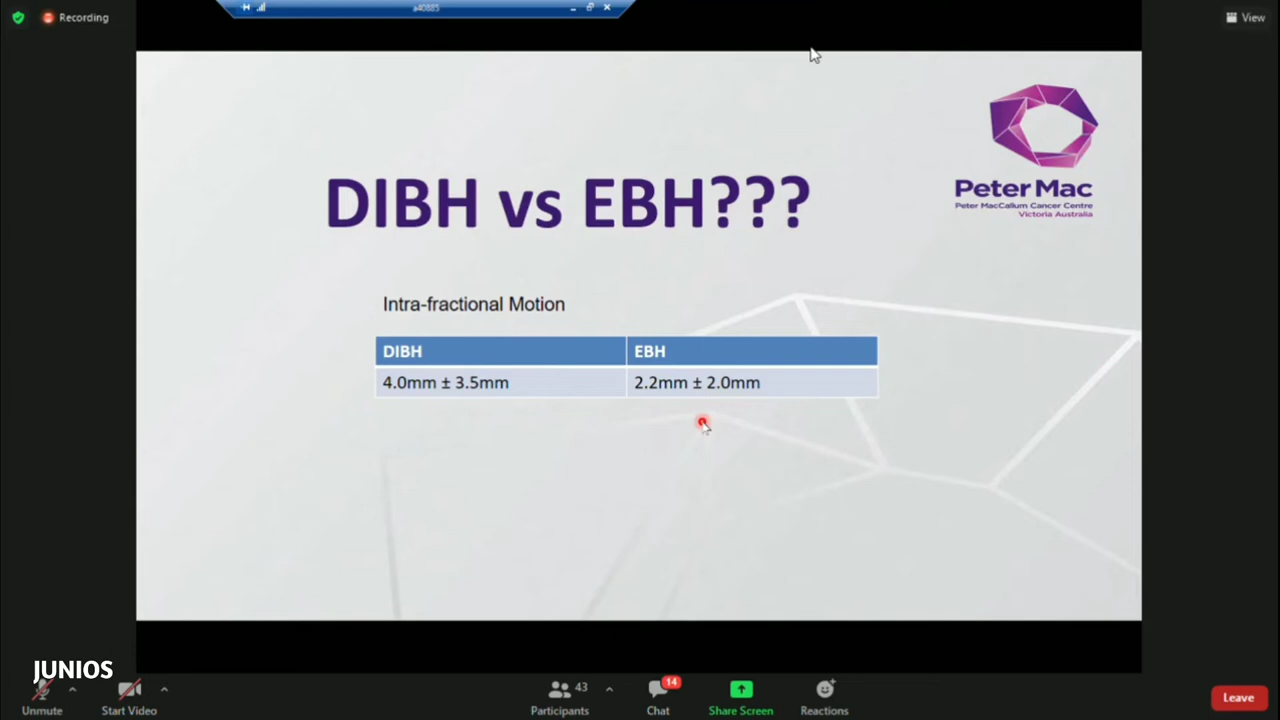 Recording
a40885
View
Peter Mac
Peter MacCallum Cancer Centre
Victoria Australia
DIBH vs EBH???
Intra-fractional Motion
DIBH EBH
4.0mm ± 3.5mm 2.2mm ± 2.0mm
JUNIOS
Unmute
Start Video
43
Participants
14
Chat
Share Screen
Reactions
Leave